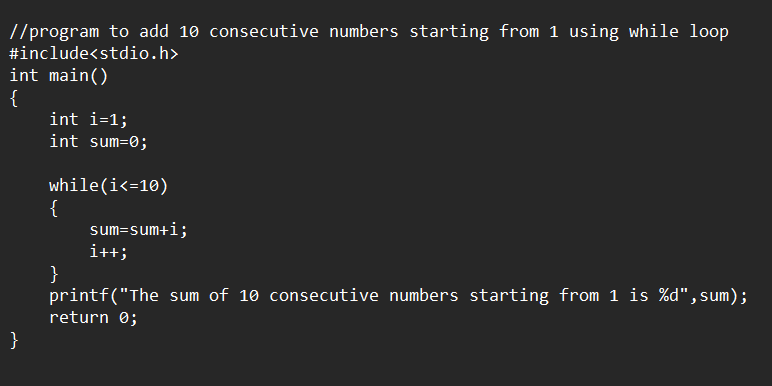 //program to add 10 consecutive numbers starting from 1 using while loop
#include<stdio.h>
int main()
{
    int i=1;
    int sum=0;

    while(i<=10)
    {
        sum=sum+i;
        i++;
    }
    printf("The sum of 10 consecutive numbers starting from 1 is %d",sum);
    return 0;
}